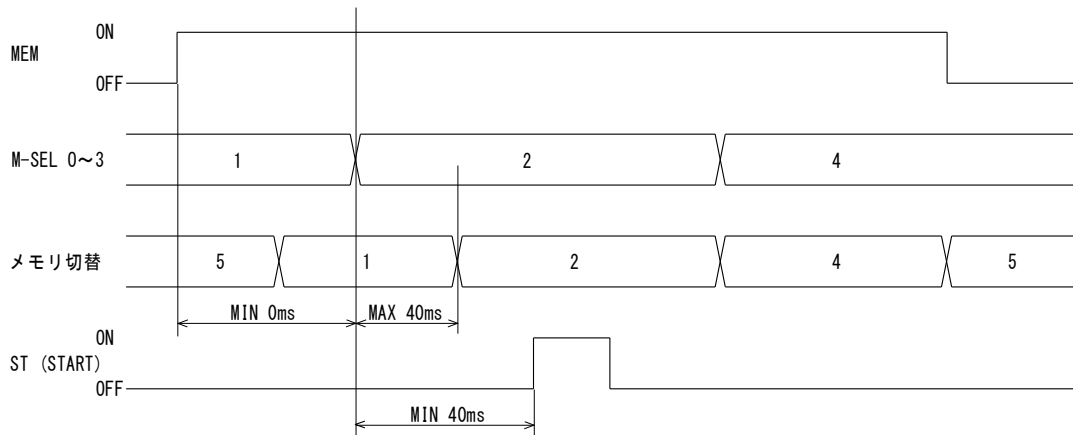 ON
MEM
OFF
M-SEL 0～3
1
2
4
メモリ切替
5
1
2
4
5
MIN 0ms
MAX 40ms
ON
ST (START)
OFF
MIN 40ms